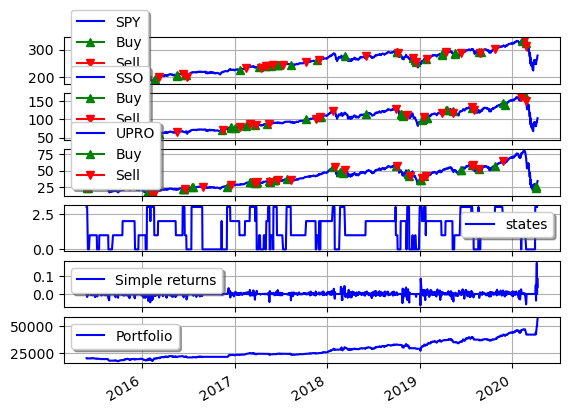 SPY
Buy
Sell
300
200
SSO
Buy
Sell
150
100
50
UPRO
Buy
Sell
75
50
25
states
2.5
0.0
Simple returns
0.1
0.0
Portfolio
50000
25000
2016 2017 2018 2019 2020